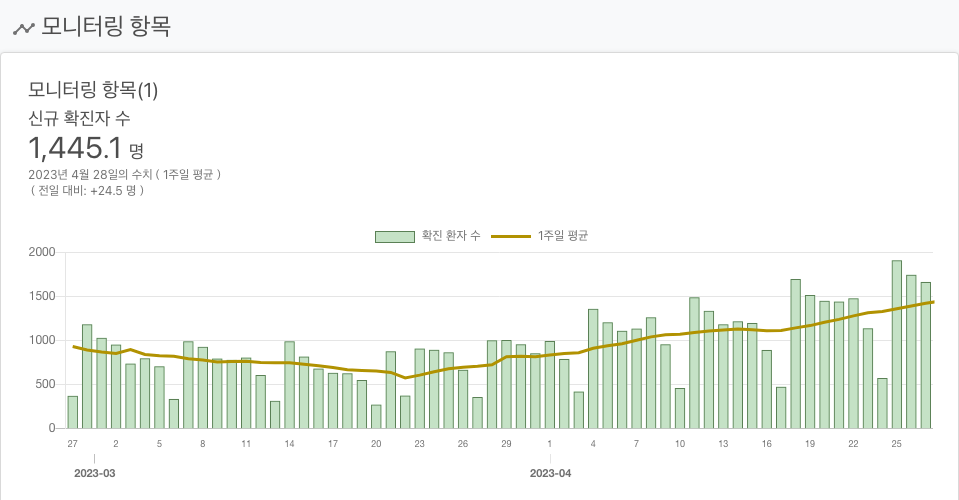 모니터링 항목
모니터링 항목(1)
신규 확진자 수
1,445.1 명
2023년 4월 28일의 수치 ( 1주일 평균 )
( 전일 대비: +24.5 명 )
확진 환자 수 1주일 평균
2000
1500
1000
500
0
27 2 5 8 11 14 17 20 23 26 29 1 4 7 10 13 16 19 22 25
2023-03 2023-04